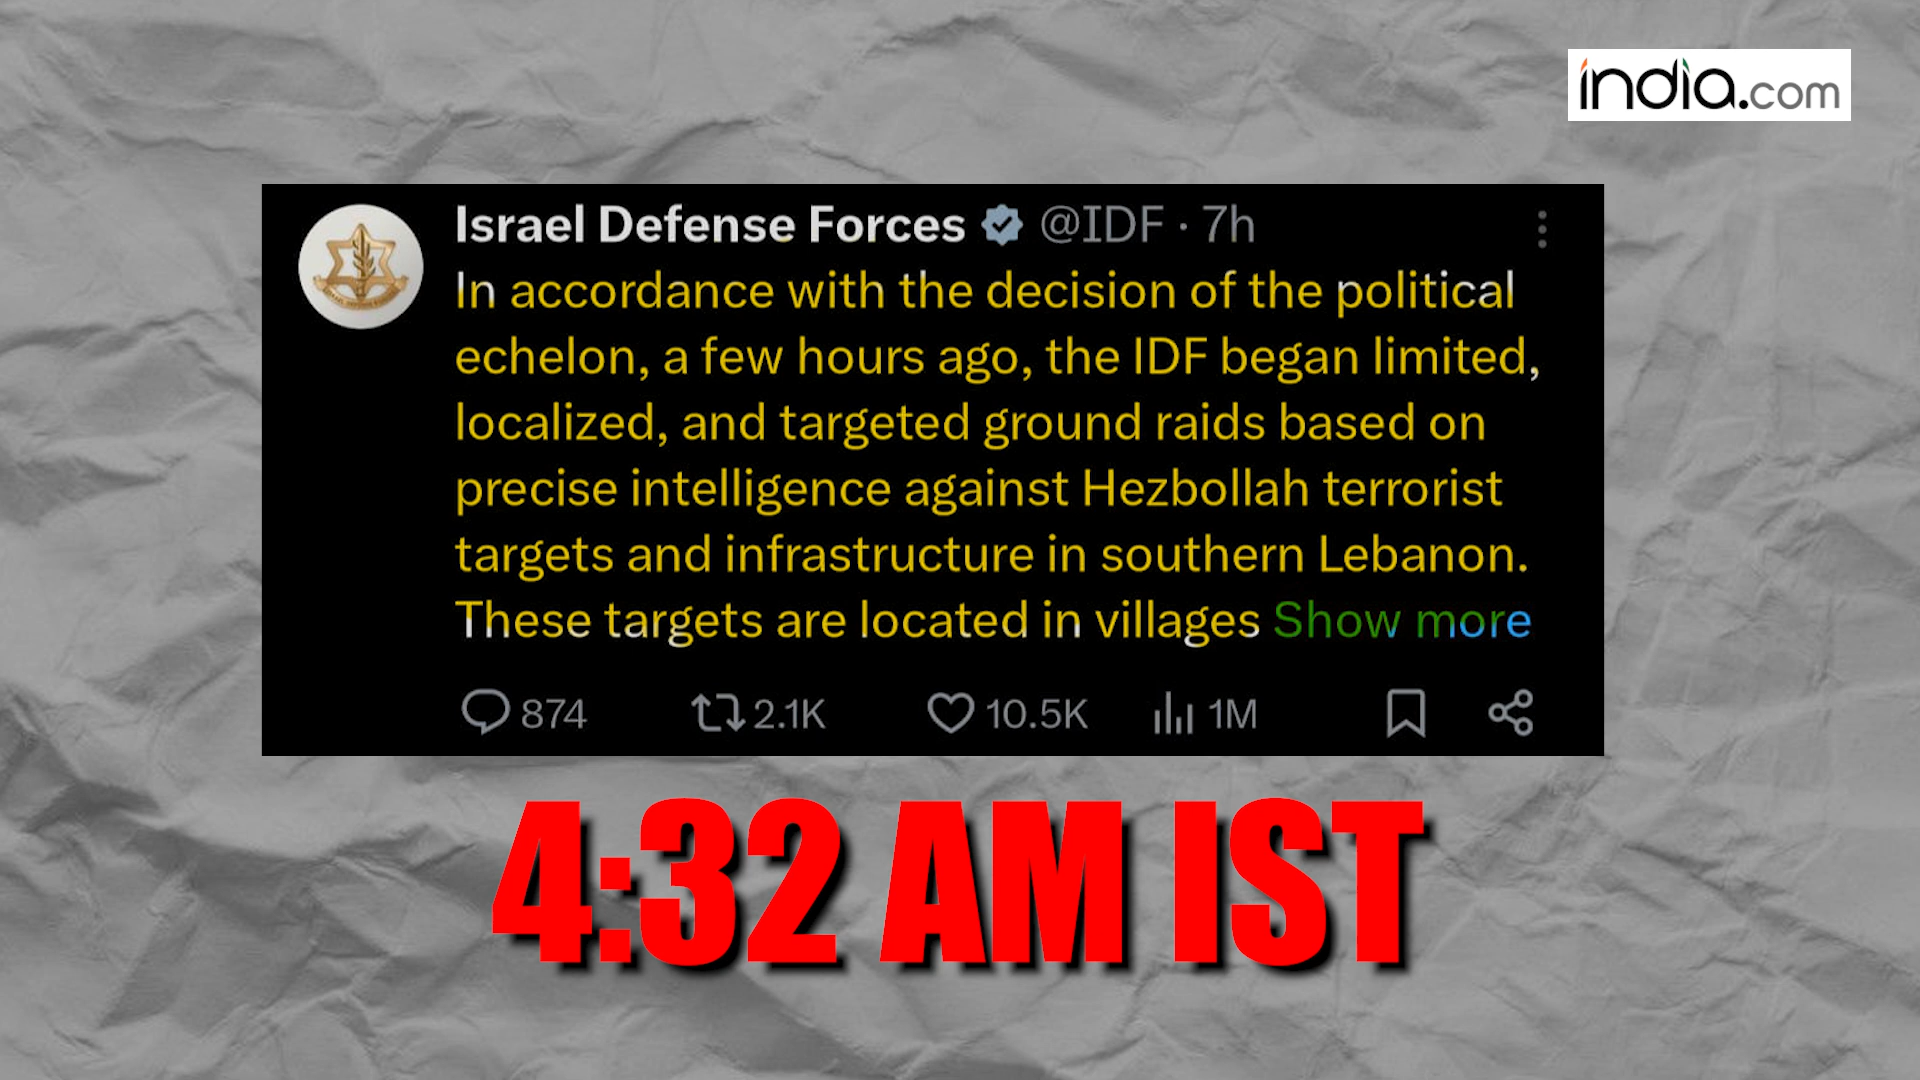 india.com
Israel Defense Forces @IDF · 7h
In accordance with the decision of the political
echelon, a few hours ago, the IDF began limited,
localized, and targeted ground raids based on
precise intelligence against Hezbollah terrorist
targets and infrastructure in southern Lebanon.
These targets are located in villages Show more
874 2.1K 10.5K 1M
4:32 AM IST